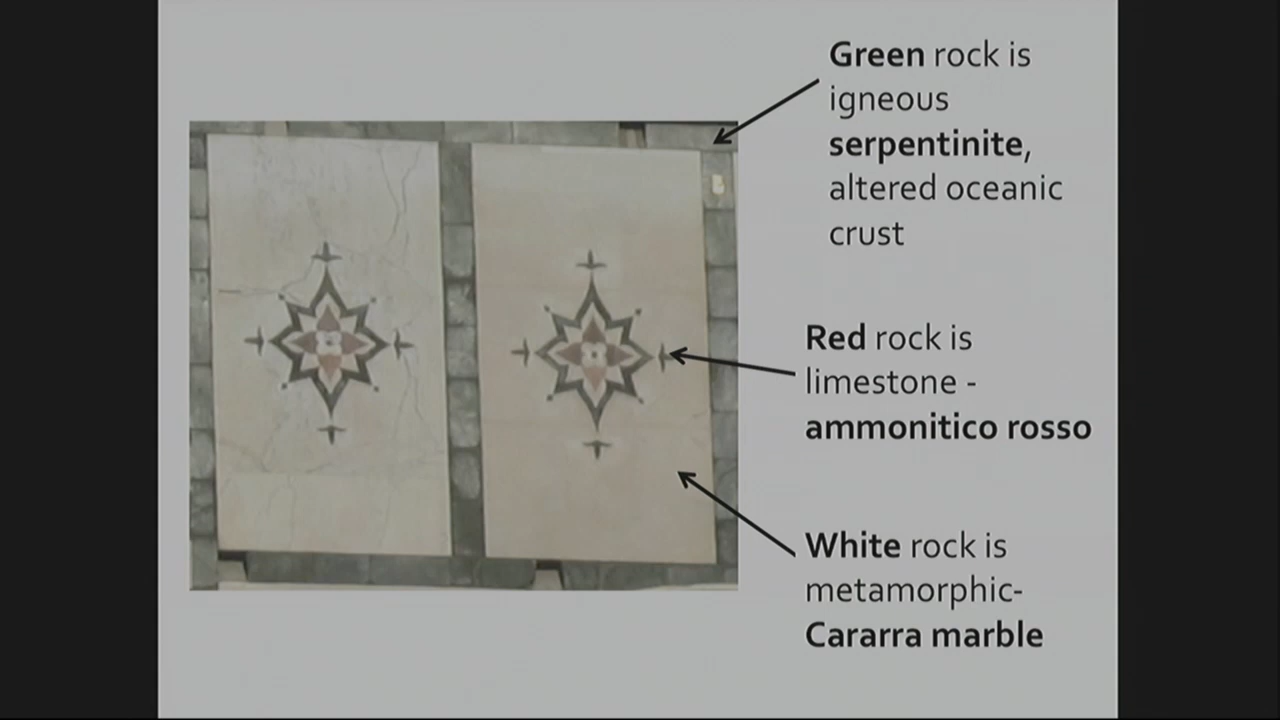 Green rock is
igneous
serpentinite,
altered oceanic
crust
Red rock is
limestone -
ammonitico rosso
White rock is
metamorphic-
Cararra marble